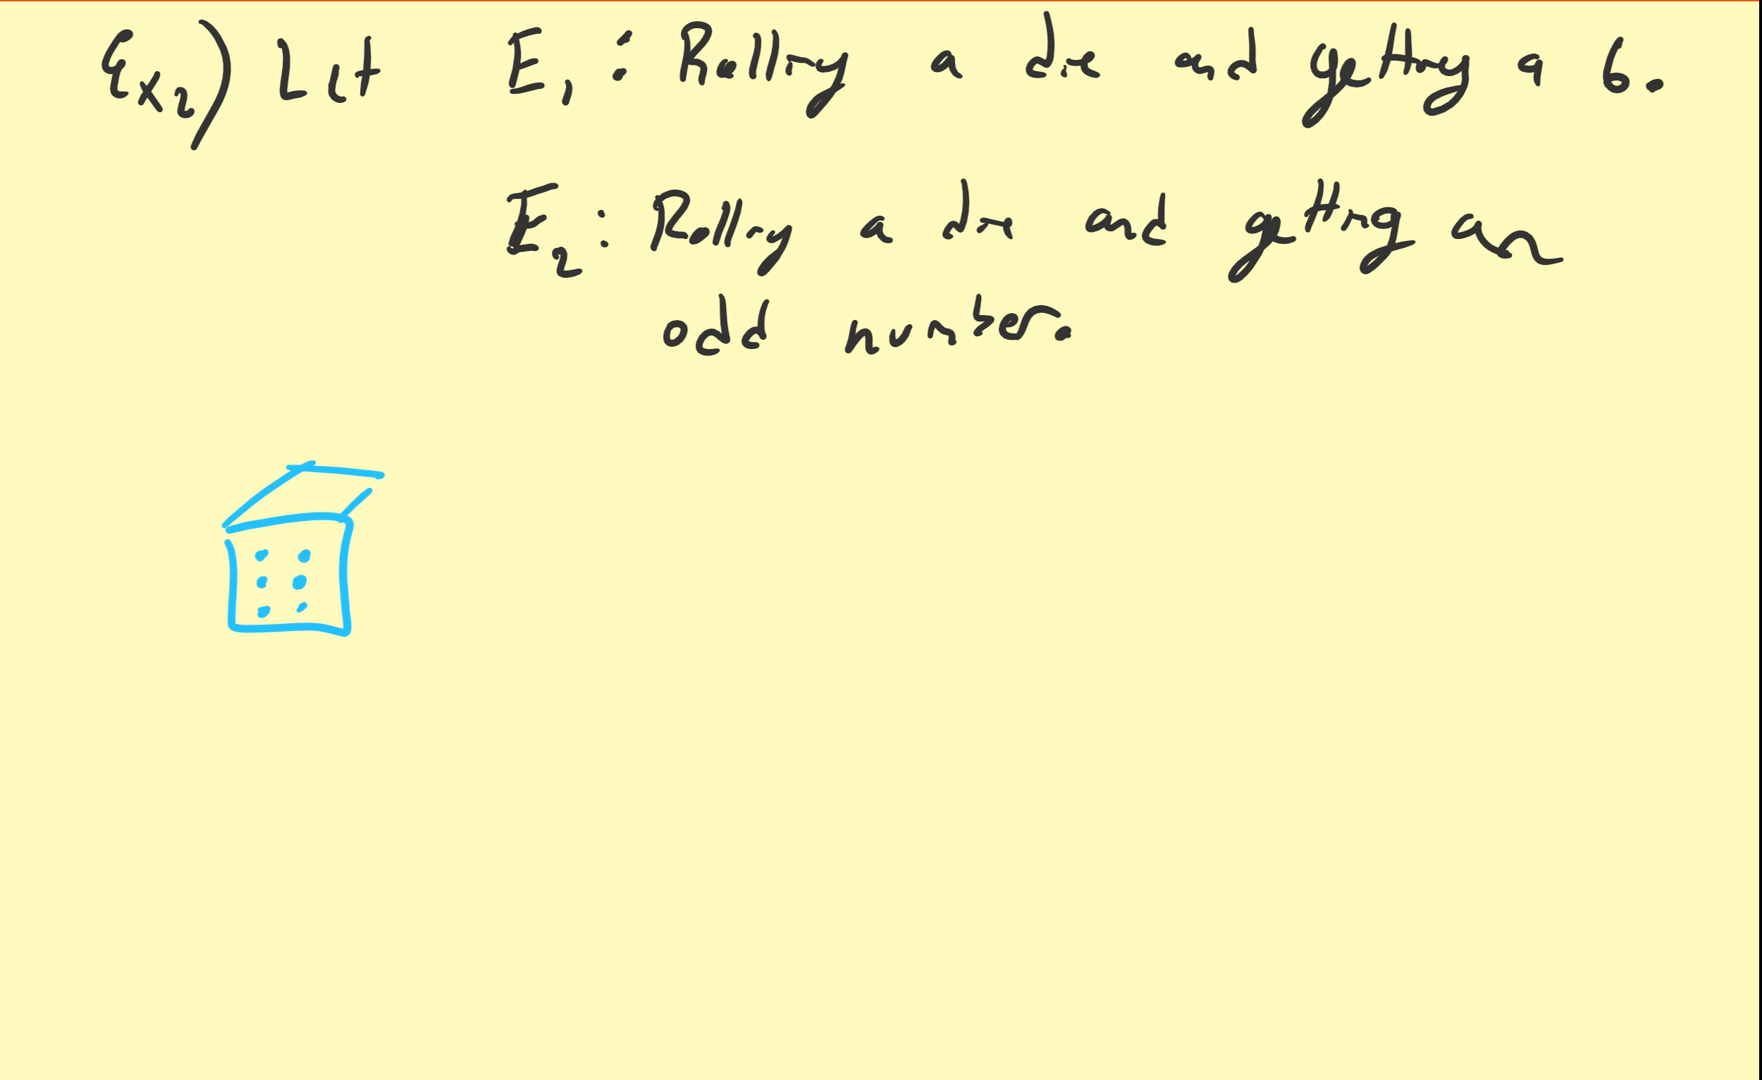 Ex2) Let E1: Rolling a die and getting a 6.
E2: Rolling a die and getting an
odd number.